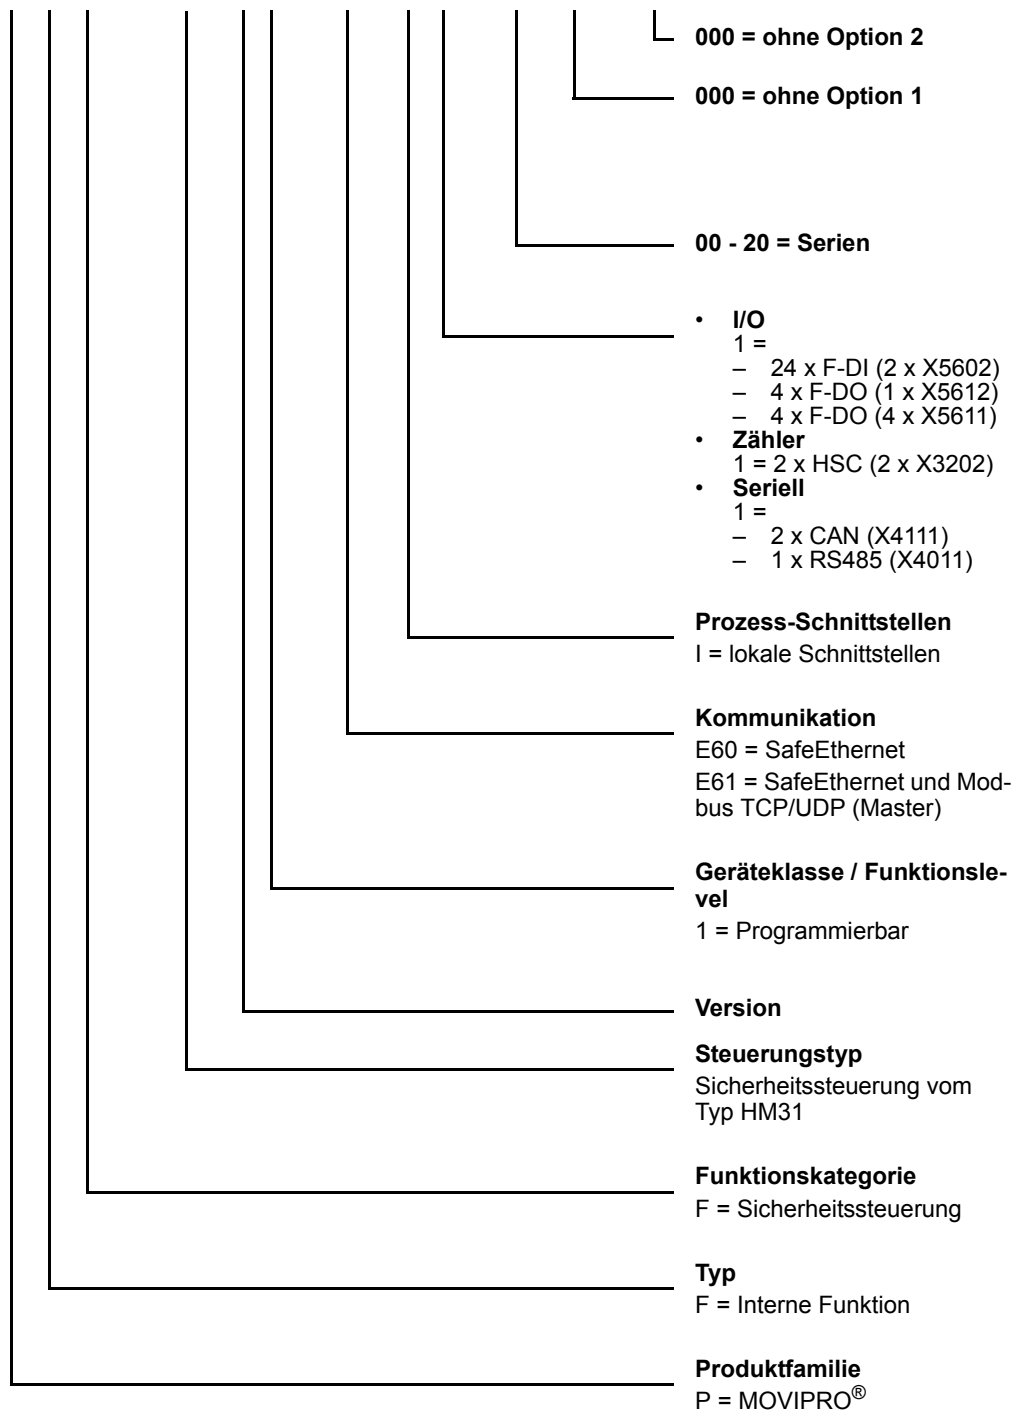 000 = ohne Option 2
000 = ohne Option 1
00 - 20 = Serien
• I/O
1 =
– 24 x F-DI (2 x X5602)
– 4 x F-DO (1 x X5612)
– 4 x F-DO (4 x X5611)
• Zähler
1 = 2 x HSC (2 x X3202)
• Seriell
1 =
– 2 x CAN (X4111)
– 1 x RS485 (X4011)
Prozess-Schnittstellen
I = lokale Schnittstellen
Kommunikation
E60 = SafeEthernet
E61 = SafeEthernet und Mod-
bus TCP/UDP (Master)
Geräteklasse / Funktionsle-
vel
1 = Programmierbar
Version
Steuerungstyp
Sicherheitssteuerung vom
Typ HM31
Funktionskategorie
F = Sicherheitssteuerung
Typ
F = Interne Funktion
Produktfamilie
P = MOVIPRO®